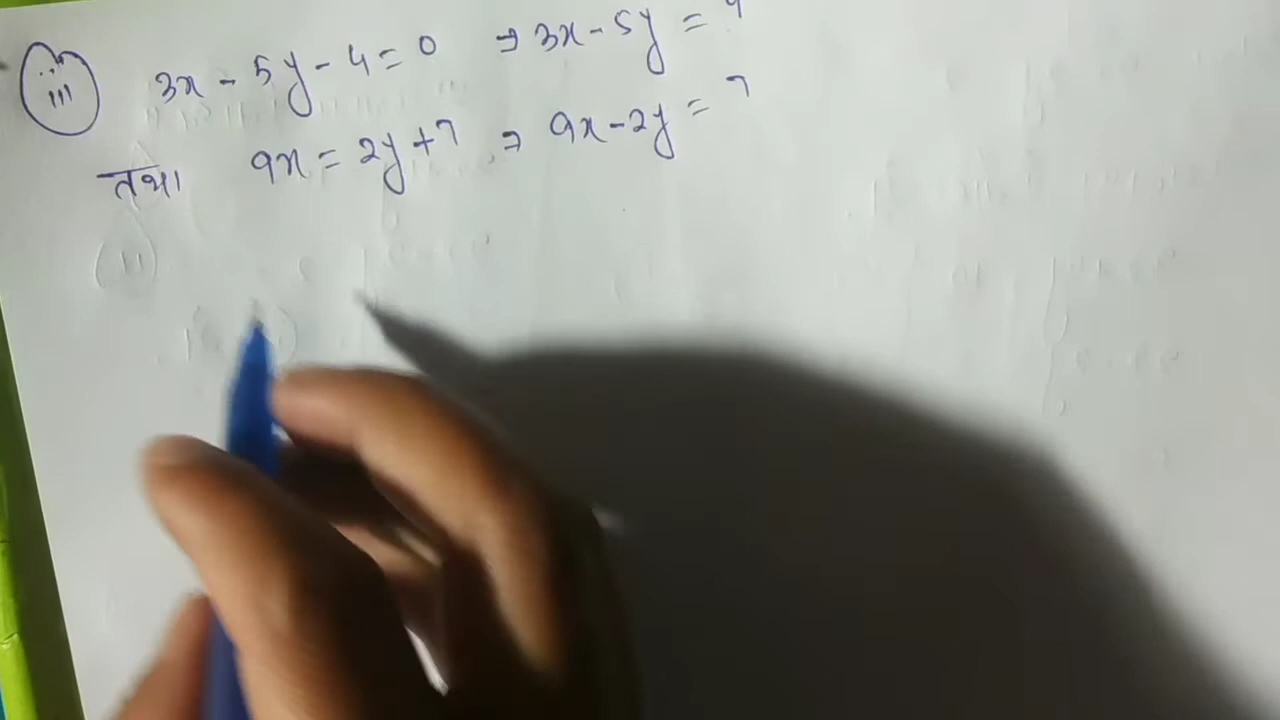 (iii) 3x - 5y - 4 = 0 ⇒ 3x - 5y = 4
तथा 9x = 2y + 7 ⇒ 9x - 2y = 7